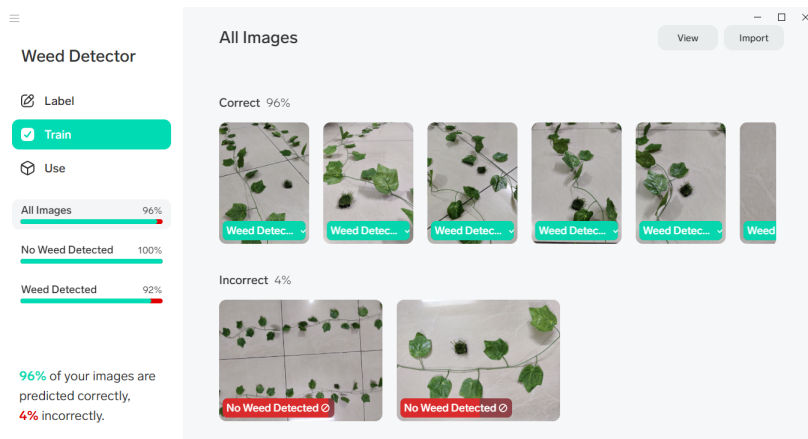 Weed Detector
Label
Train
Use
All Images 96%
No Weed Detected 100%
Weed Detected 92%
96% of your images are
predicted correctly,
4% incorrectly.
All Images
View
Import
Correct 96%
Weed Detec...
Weed Detec...
Weed Detec...
Weed Detec...
Weed Detec...
Weed
Incorrect 4%
No Weed Detected
No Weed Detected